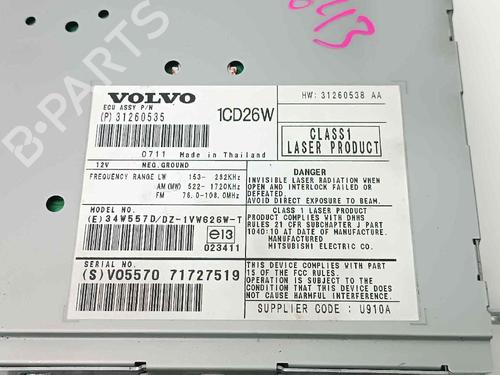 643
VOLVO
ECU ASSY P/N
(P) 31260535
1CD26W
HW: 31260538 AA
CLASS1
LASER PRODUCT
0711 Made in Thailand
12V NEG.GROUND
FREQUENCY RANGE LW 153- 282KHz
AM(MW) 522- 1720KHz
FM 76.0-108.0MHz
MODEL NO.
(E)34W557D/DZ-1VW626W-T
e13
023411
SERIAL NO.
(S)VO5570 71727519
DANGER
INVISIBLE LASER RADIATION WHEN
OPEN AND INTERLOCK FAILED OR
DEFEATED.
AVOID DIRECT EXPOSURE TO BEAM.
CLASS 1 LASER PRODUCT
PRODUCT COMPLIES WITH DHHS
RULES 21 CFR SUBCHAPTER J PART
1040:10 AT DATE OF MANUFACTURE.
MANUFACTURED
MITSUBISHI ELECTRIC CO.
THIS DEVICE COMPLIES WITH PART
15 OF THE FCC RULES.
OPERATION IS SUBJECT TO THE
CONDITION THAT THIS DEVICE DOES
NOT CAUSE HARMFUL INTERFERENCE.
SUPPLIER CODE : U910A
B-PARTS